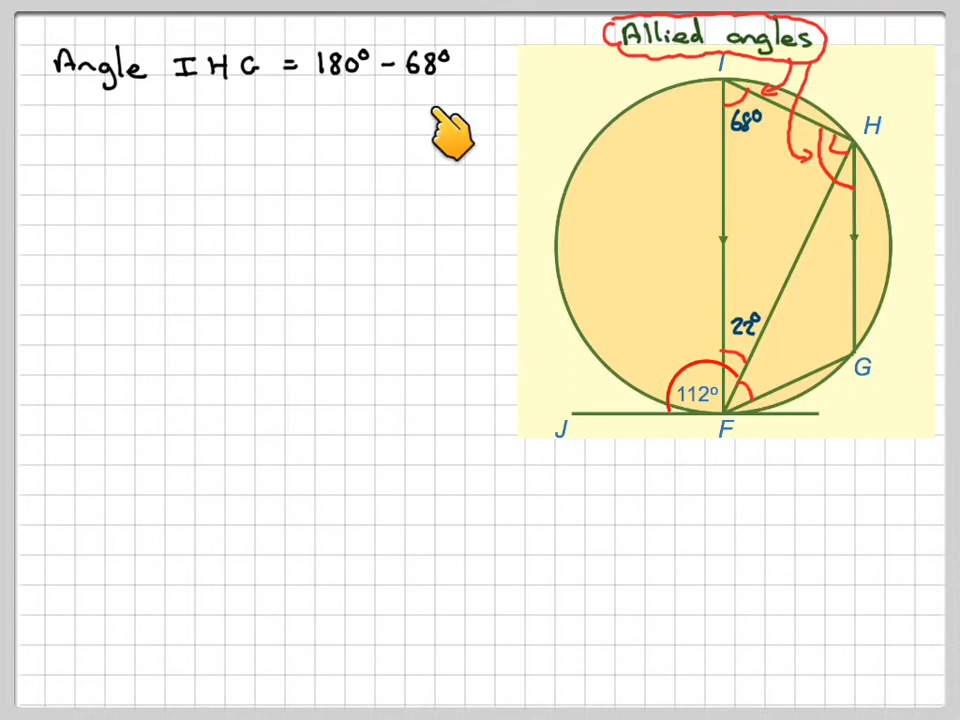 Allied angles
Angle IHG = 180° - 68°
I
68°
H
22°
G
112°
J
F